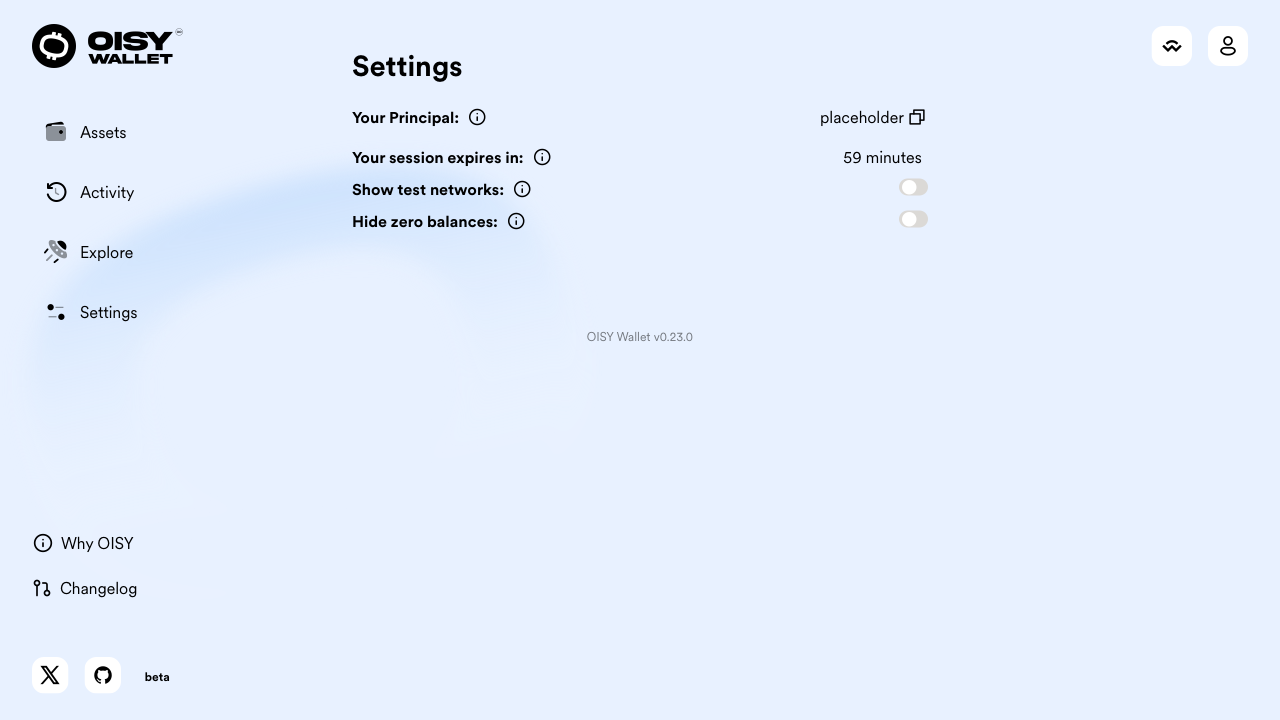 OISY
WALLET
Settings
Assets
Activity
Explore
Settings
Your Principal:
placeholder
Your session expires in:
59 minutes
Show test networks:
Hide zero balances:
OISY Wallet v0.23.0
Why OISY
Changelog
beta